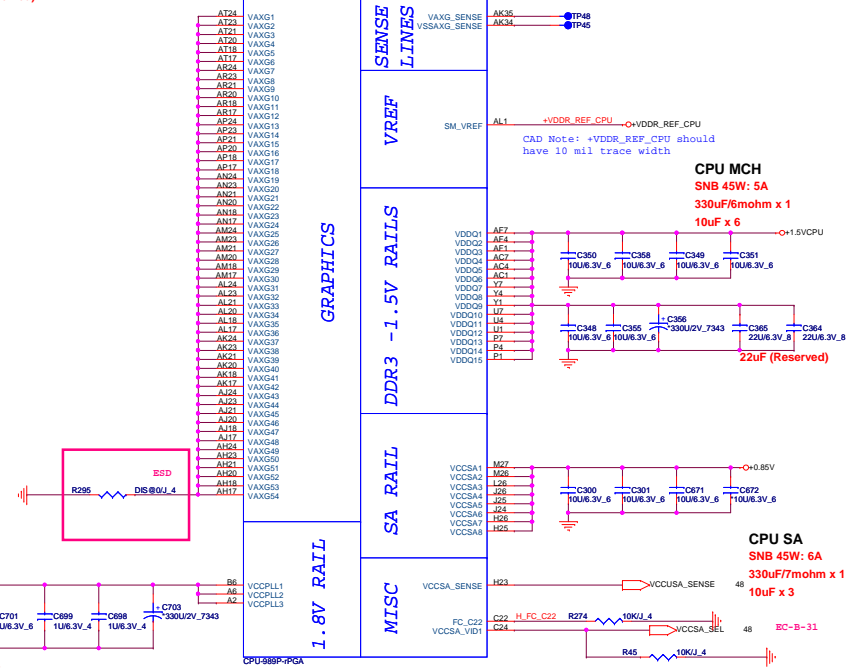 AT24 VAXG1
AT23 VAXG2
AT21 VAXG3
AT20 VAXG4
AT18 VAXG5
AT17 VAXG6
AR24 VAXG7
AR23 VAXG8
AR21 VAXG9
AR20 VAXG10
AR18 VAXG11
AR17 VAXG12
AP24 VAXG13
AP23 VAXG14
AP21 VAXG15
AP20 VAXG16
AP18 VAXG17
AP17 VAXG18
AN24 VAXG19
AN23 VAXG20
AN21 VAXG21
AN20 VAXG22
AN18 VAXG23
AN17 VAXG24
AM24 VAXG25
AM23 VAXG26
AM21 VAXG27
AM20 VAXG28
AM18 VAXG29
AM17 VAXG30
AL24 VAXG31
AL23 VAXG32
AL21 VAXG33
AL20 VAXG34
AL18 VAXG35
AL17 VAXG36
AK24 VAXG37
AK23 VAXG38
AK21 VAXG39
AK20 VAXG40
AK18 VAXG41
AK17 VAXG42
AJ24 VAXG43
AJ23 VAXG44
AJ21 VAXG45
AJ20 VAXG46
AJ18 VAXG47
AJ17 VAXG48
AH24 VAXG49
AH23 VAXG50
AH21 VAXG51
AH20 VAXG52
AH18 VAXG53
AH17 VAXG54
ESD
R295 DIS@0/J_4
GRAPHICS
SENSE
LINES
VAXG_SENSE AK35 TP48
VSSAXG_SENSE AK34 TP45
VREF
SM_VREF AL1 +VDDR_REF_CPU +VDDR_REF_CPU
CAD Note: +VDDR_REF_CPU should
have 10 mil trace width
CPU MCH
SNB 45W: 5A
330uF/6mohm x 1
10uF x 6
DDR3 -1.5V RAILS
VDDQ1 AF7
VDDQ2 AF4
VDDQ3 AF1
VDDQ4 AC7
VDDQ5 AC4
VDDQ6 AC1
VDDQ7 Y7
VDDQ8 Y4
VDDQ9 Y1
VDDQ10 U7
VDDQ11 U4
VDDQ12 U1
VDDQ13 P7
VDDQ14 P4
VDDQ15 P1
+1.5VCPU
C350 C358 C349 C351
10U/6.3V_6 10U/6.3V_6 10U/6.3V_6 10U/6.3V_6
C348 C355 + C356 C365 C364
10U/6.3V_6 10U/6.3V_6 *330U/2V_7343 22U/6.3V_8 22U/6.3V_8
22uF (Reserved)
SA RAIL
VCCSA1 M27
VCCSA2 M26
VCCSA3 L26
VCCSA4 J26
VCCSA5 J25
VCCSA6 J24
VCCSA7 H26
VCCSA8 H25
+0.85V
C300 C301 C671 C672
10U/6.3V_6 10U/6.3V_6 10U/6.3V_6 *10U/6.3V_6
CPU SA
SNB 45W: 6A
330uF/7mohm x 1
10uF x 3
1.8V RAIL
B6 VCCPLL1
A6 VCCPLL2
A2 VCCPLL3
C701 C699 C698 + C703
U/6.3V_6 1U/6.3V_4 1U/6.3V_4 *330U/2V_7343
MISC
VCCSA_SENSE H23 VCCUSA_SENSE 48
FC_C22 C22 H_FC_C22 R274 10K/J_4
VCCSA_VID1 C24 VCCSA_SEL 48 EC-B-31
R45 10K/J_4
CPU-989P-rPGA